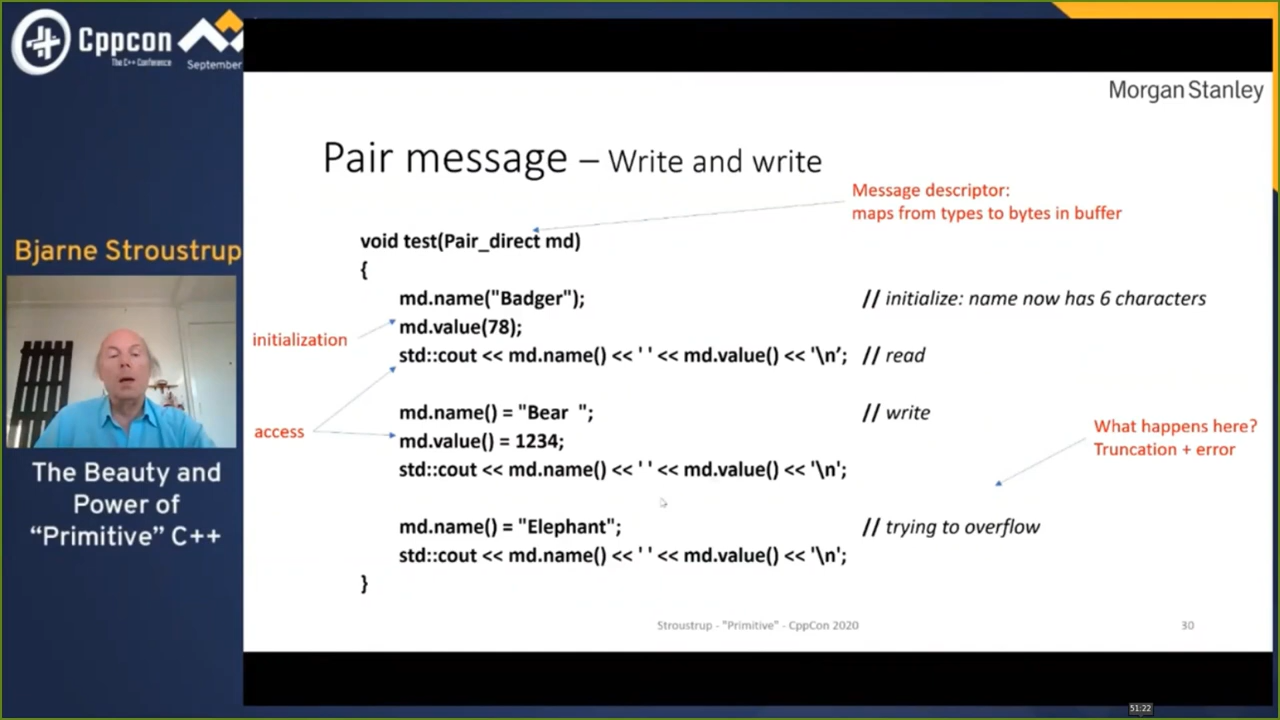 Cppcon
The C++ Conference
September
Morgan Stanley
Pair message – Write and write
Message descriptor:
maps from types to bytes in buffer
void test(Pair_direct md)
{
md.name("Badger"); // initialize: name now has 6 characters
md.value(78);
initialization
std::cout << md.name() << ' ' << md.value() << '\n’; // read
md.name() = "Bear  "; // write
access
md.value() = 1234;
What happens here?
Truncation + error
std::cout << md.name() << ' ' << md.value() << '\n';
md.name() = "Elephant"; // trying to overflow
std::cout << md.name() << ' ' << md.value() << '\n';
}
Stroustrup - "Primitive" - CppCon 2020
30
Bjarne Stroustrup
The Beauty and
Power of
“Primitive” C++
51:22